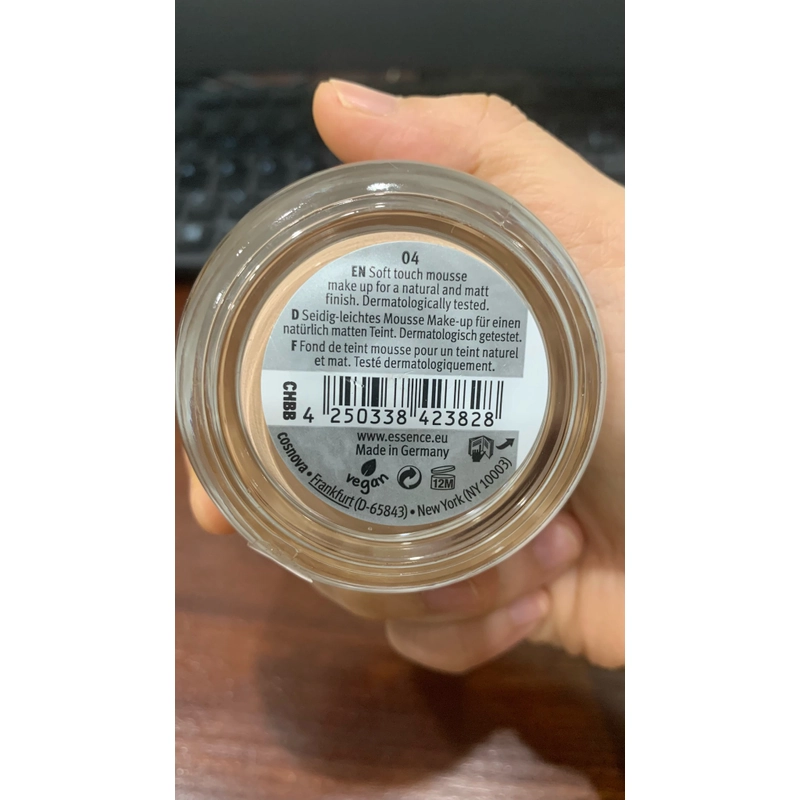 04
EN Soft touch mousse
make up for a natural and matt
finish. Dermatologically tested.
D Seidig-leichtes Mousse Make-up für einen
natürlich matten Teint. Dermatologisch getestet.
F Fond de teint mousse pour un teint naturel
et mat. Testé dermatologiquement.
CHBB
4 250338 423828
www.essence.eu
Made in Germany
vegan
12M
cosnova • Frankfurt (D-65843) • New York (NY 10003)